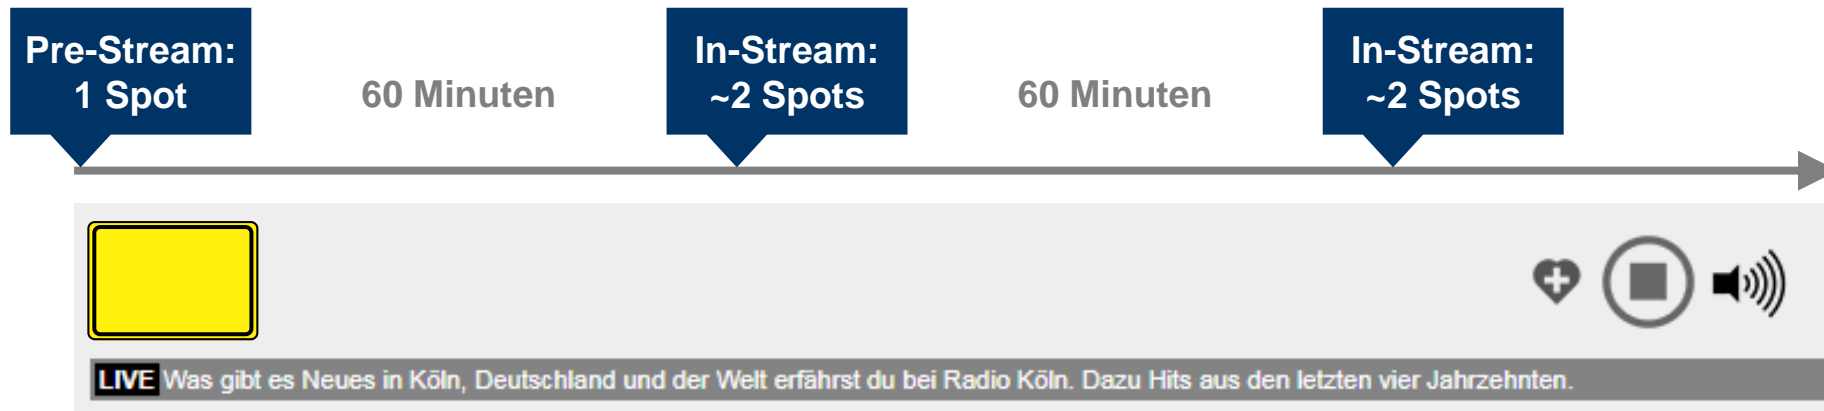 Pre-Stream:
1 Spot
60 Minuten
In-Stream:
~2 Spots
60 Minuten
In-Stream:
~2 Spots
LIVE Was gibt es Neues in Köln, Deutschland und der Welt erfährst du bei Radio Köln. Dazu Hits aus den letzten vier Jahrzehnten.